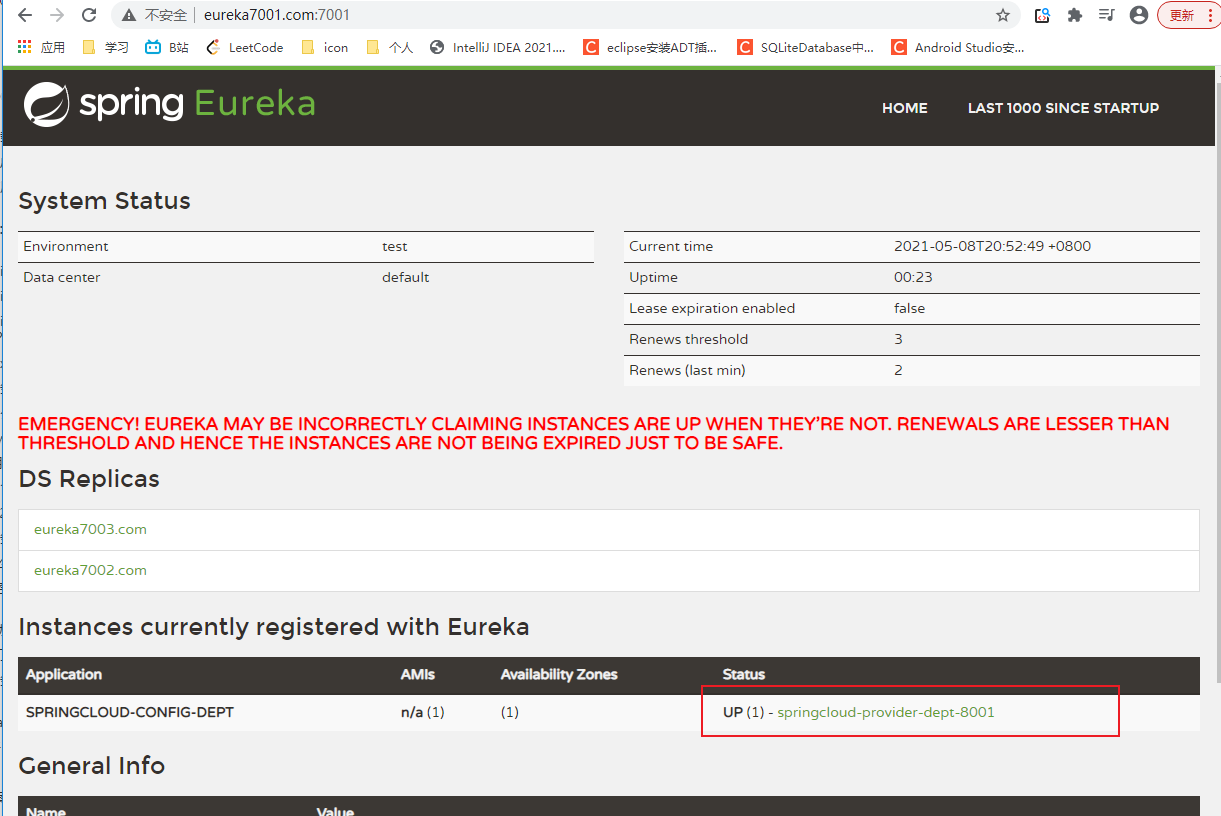 不安全 eureka7001.com:7001
更新
应用 学习 B站 LeetCode icon 个人 IntelliJ IDEA 2021.... eclipse安装ADT插... SQLiteDatabase中... Android Studio安...
spring Eureka HOME LAST 1000 SINCE STARTUP
System Status
Environment test
Data center default
Current time 2021-05-08T20:52:49 +0800
Uptime 00:23
Lease expiration enabled false
Renews threshold 3
Renews (last min) 2
EMERGENCY! EUREKA MAY BE INCORRECTLY CLAIMING INSTANCES ARE UP WHEN THEY'RE NOT. RENEWALS ARE LESSER THAN
THRESHOLD AND HENCE THE INSTANCES ARE NOT BEING EXPIRED JUST TO BE SAFE.
DS Replicas
eureka7003.com
eureka7002.com
Instances currently registered with Eureka
Application AMIs Availability Zones Status
SPRINGCLOUD-CONFIG-DEPT n/a (1) (1) UP (1) - springcloud-provider-dept-8001
General Info
Name Value